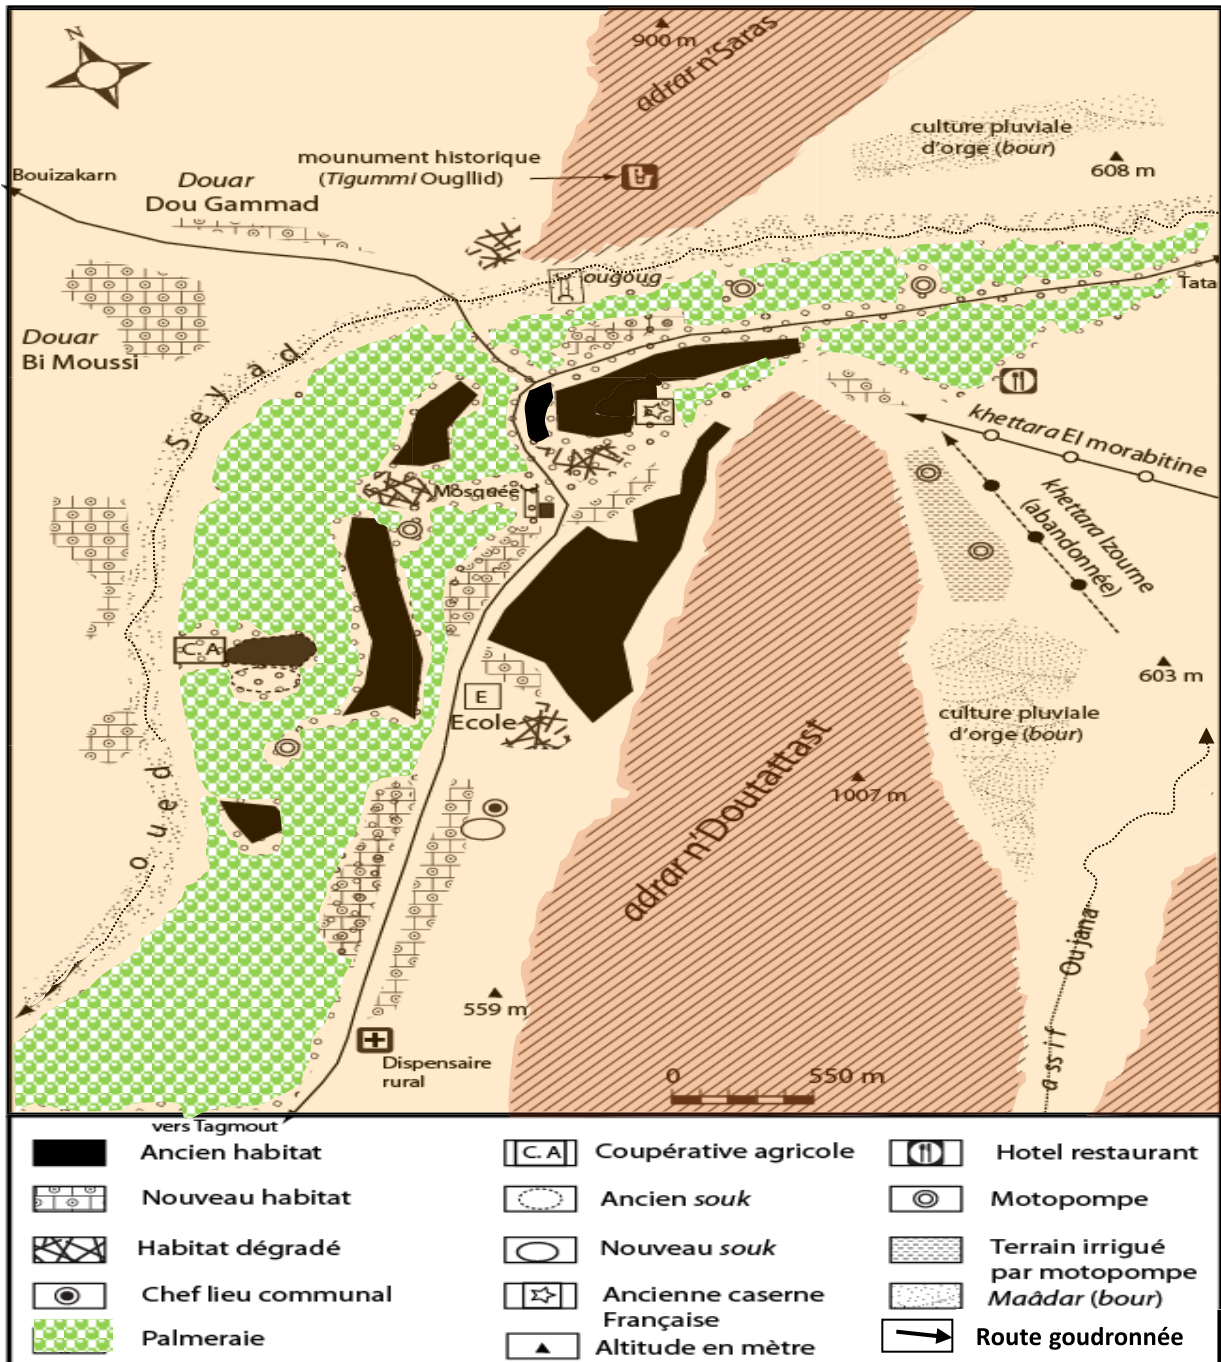 N
900 m
adrar n'Saras
culture pluviale
d'orge (bour)
608 m
mounument historique
(Tigummi Ougllid)
Bouizakarn
Douar
Dou Gammad
ougoug
Tata
Douar
Bi Moussi
oued Seyad
khettara El morabitine
khettara Izourne
(abandonnée)
Mosquée
C. A
E
Ecole
603 m
culture pluviale
d'orge (bour)
1007 m
adrar n'Doutattast
assif Oujana
559 m
Dispensaire
rural
0 550 m
vers Tagmout
Ancien habitat
Nouveau habitat
Habitat dégradé
Chef lieu communal
Palmeraie
C. A
Coupérative agricole
Ancien souk
Nouveau souk
Ancienne caserne
Française
Altitude en mètre
Hotel restaurant
Motopompe
Terrain irrigué
par motopompe
Maâdar (bour)
Route goudronnée